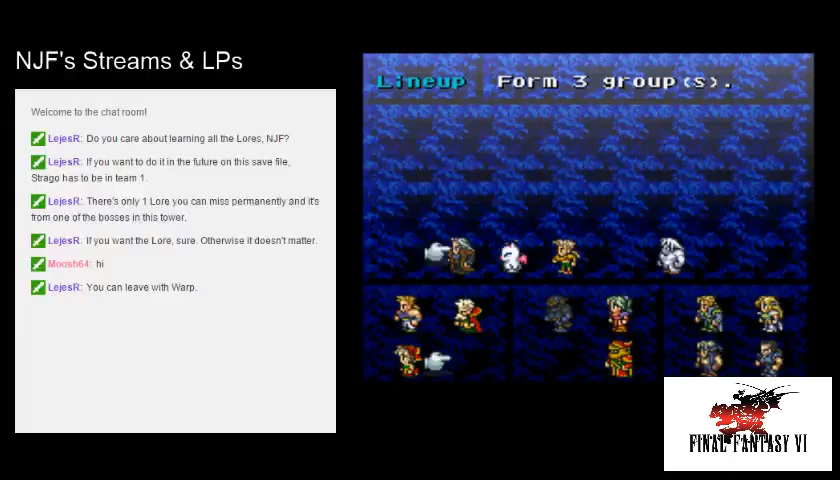 NJF's Streams & LPs
Welcome to the chat room!
LejesR: Do you care about learning all the Lores, NJF?
LejesR: If you want to do it in the future on this save file,
Strago has to be in team 1.
LejesR: There's only 1 Lore you can miss permanently and it's
from one of the bosses in this tower.
LejesR: If you want the Lore, sure. Otherwise it doesn't matter.
Moosh64: hi
LejesR: You can leave with Warp.
Lineup Form 3 group(s).
FINAL FANTASY VI